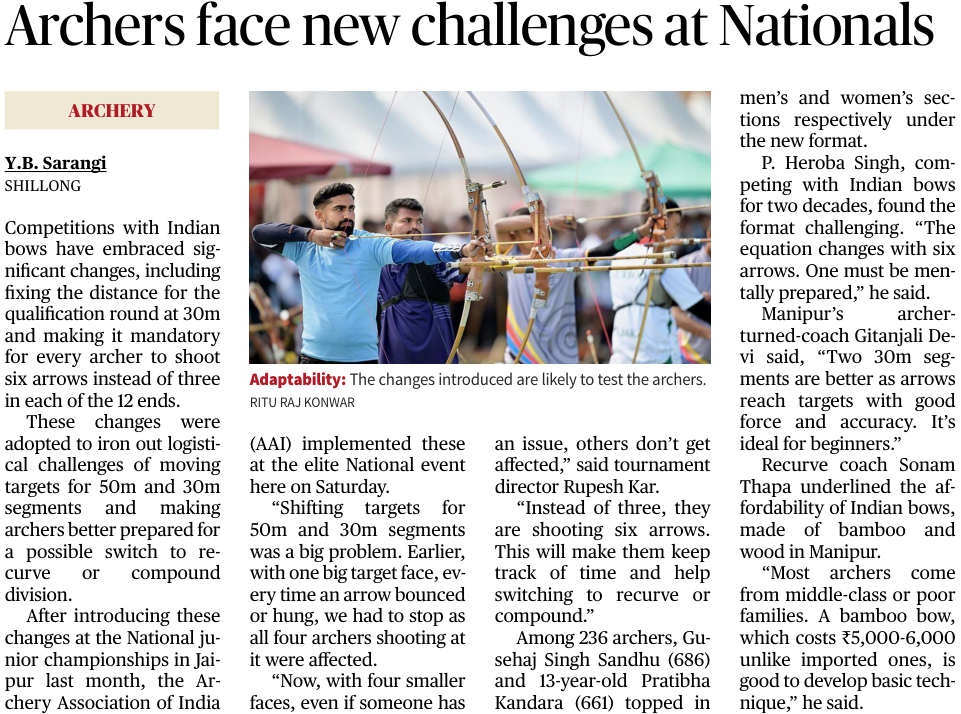 Archers face new challenges at Nationals
ARCHERY
Y.B. Sarangi
SHILLONG
Competitions with Indian
bows have embraced sig-
nificant changes, including
fixing the distance for the
qualification round at 30m
and making it mandatory
for every archer to shoot
six arrows instead of three
in each of the 12 ends.
These changes were
adopted to iron out logisti-
cal challenges of moving
targets for 50m and 30m
segments and making
archers better prepared for
a possible switch to re-
curve or compound
division.
After introducing these
changes at the National ju-
nior championships in Jai-
pur last month, the Ar-
chery Association of India
Adaptability: The changes introduced are likely to test the archers.
RITU RAJ KONWAR
(AAI) implemented these
at the elite National event
here on Saturday.
“Shifting targets for
50m and 30m segments
was a big problem. Earlier,
with one big target face, ev-
ery time an arrow bounced
or hung, we had to stop as
all four archers shooting at
it were affected.
“Now, with four smaller
faces, even if someone has
an issue, others don’t get
affected,” said tournament
director Rupesh Kar.
“Instead of three, they
are shooting six arrows.
This will make them keep
track of time and help
switching to recurve or
compound.”
Among 236 archers, Gu-
sehaj Singh Sandhu (686)
and 13-year-old Pratibha
Kandara (661) topped in
men’s and women’s sec-
tions respectively under
the new format.
P. Heroba Singh, com-
peting with Indian bows
for two decades, found the
format challenging. “The
equation changes with six
arrows. One must be men-
tally prepared,” he said.
Manipur’s archer-
turned-coach Gitanjali De-
vi said, “Two 30m seg-
ments are better as arrows
reach targets with good
force and accuracy. It’s
ideal for beginners.”
Recurve coach Sonam
Thapa underlined the af-
fordability of Indian bows,
made of bamboo and
wood in Manipur.
“Most archers come
from middle-class or poor
families. A bamboo bow,
which costs ₹5,000-6,000
unlike imported ones, is
good to develop basic tech-
nique,” he said.